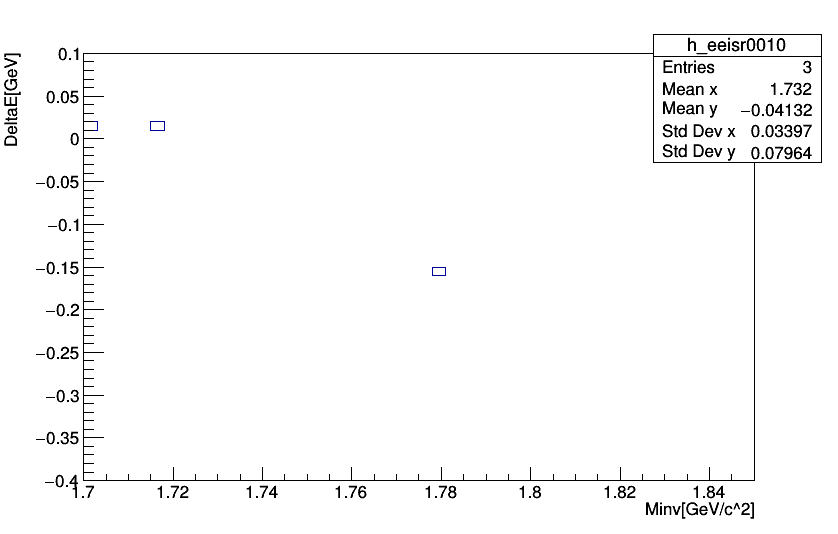 h_eeisr0010
Entries 3
Mean x 1.732
Mean y −0.04132
Std Dev x 0.03397
Std Dev y 0.07964
DeltaE[GeV]
0.1
0.05
0
−0.05
−0.1
−0.15
−0.2
−0.25
−0.3
−0.35
−0.4
1.7 1.72 1.74 1.76 1.78 1.8 1.82 1.84
Minv[GeV/c^2]